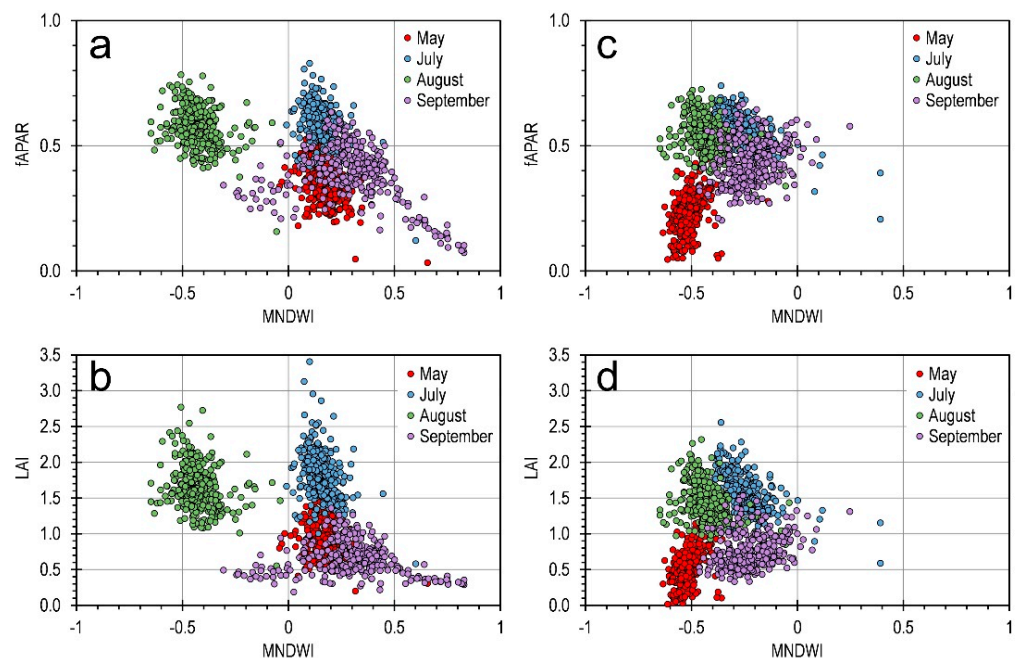 a
May
July
August
September
1.0
0.5
0.0
fAPAR
-1
-0.5
0
0.5
1
MNDWI
c
May
July
August
September
1.0
0.5
0.0
fAPAR
-1
-0.5
0
0.5
1
MNDWI
b
May
July
August
September
3.5
3.0
2.5
2.0
1.5
1.0
0.5
0.0
LAI
-1
-0.5
0
0.5
1
MNDWI
d
May
July
August
September
3.5
3.0
2.5
2.0
1.5
1.0
0.5
0.0
LAI
-1
-0.5
0
0.5
1
MNDWI